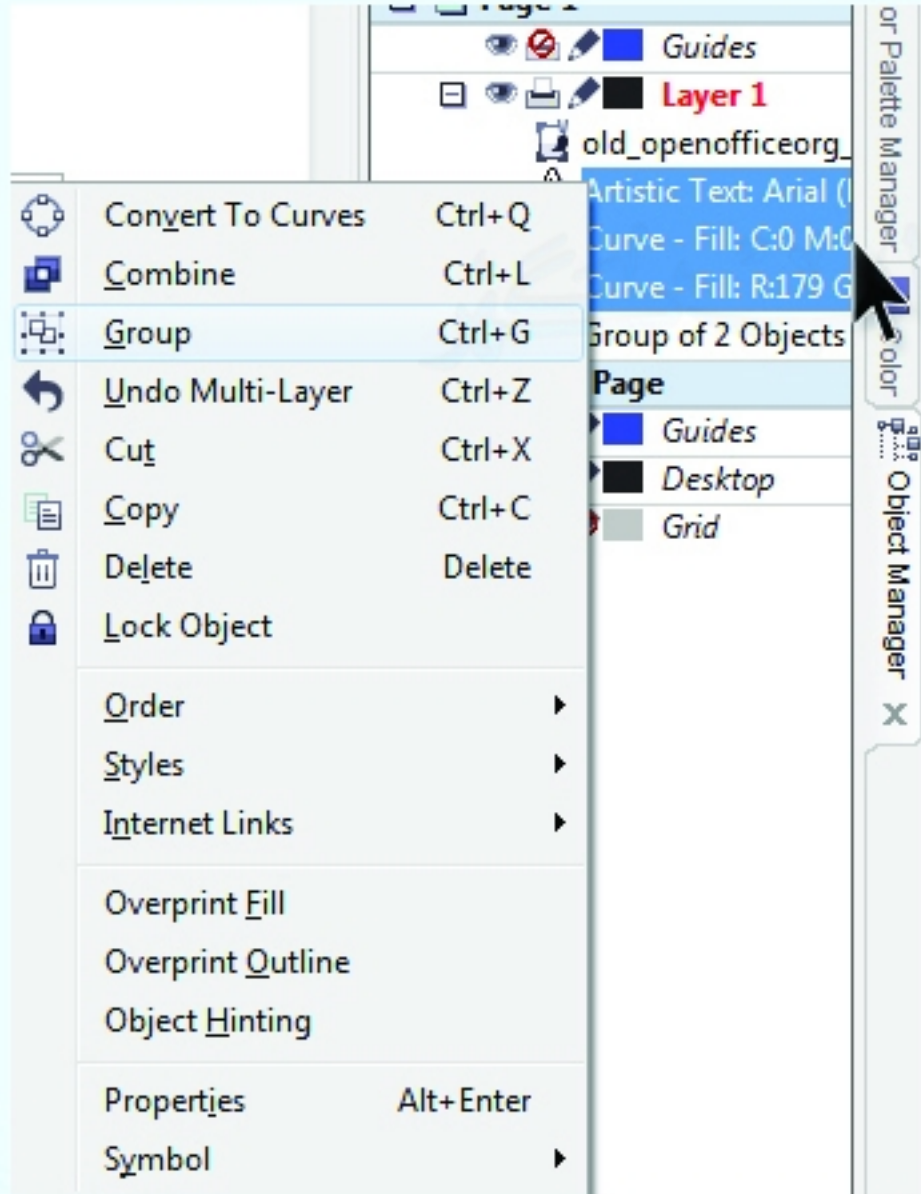 Page 1
Guides
Layer 1
old_openofficeorg_
Artistic Text: Arial (
Curve - Fill: C:0 M:0
Curve - Fill: R:179 G
Group of 2 Objects
Page
Guides
Desktop
Grid
Convert To Curves Ctrl+Q
Combine Ctrl+L
Group Ctrl+G
Undo Multi-Layer Ctrl+Z
Cut Ctrl+X
Copy Ctrl+C
Delete Delete
Lock Object
Order
Styles
Internet Links
Overprint Fill
Overprint Outline
Object Hinting
Properties Alt+Enter
Symbol
or Palette Manager
Color
Object Manager